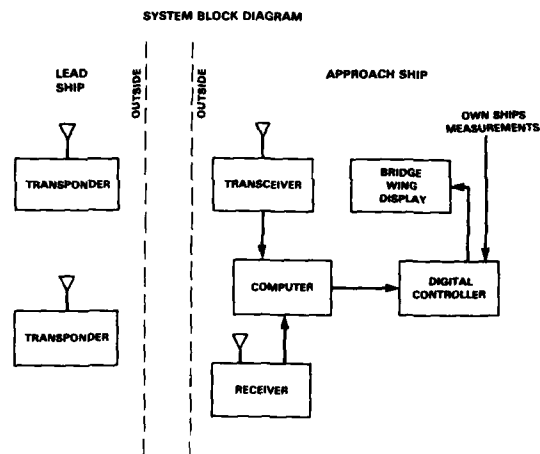 SYSTEM BLOCK DIAGRAM
LEAD
SHIP
OUTSIDE
OUTSIDE
APPROACH SHIP
OWN SHIPS
MEASUREMENTS
TRANSPONDER
TRANSCEIVER
BRIDGE
WING
DISPLAY
TRANSPONDER
COMPUTER
DIGITAL
CONTROLLER
RECEIVER